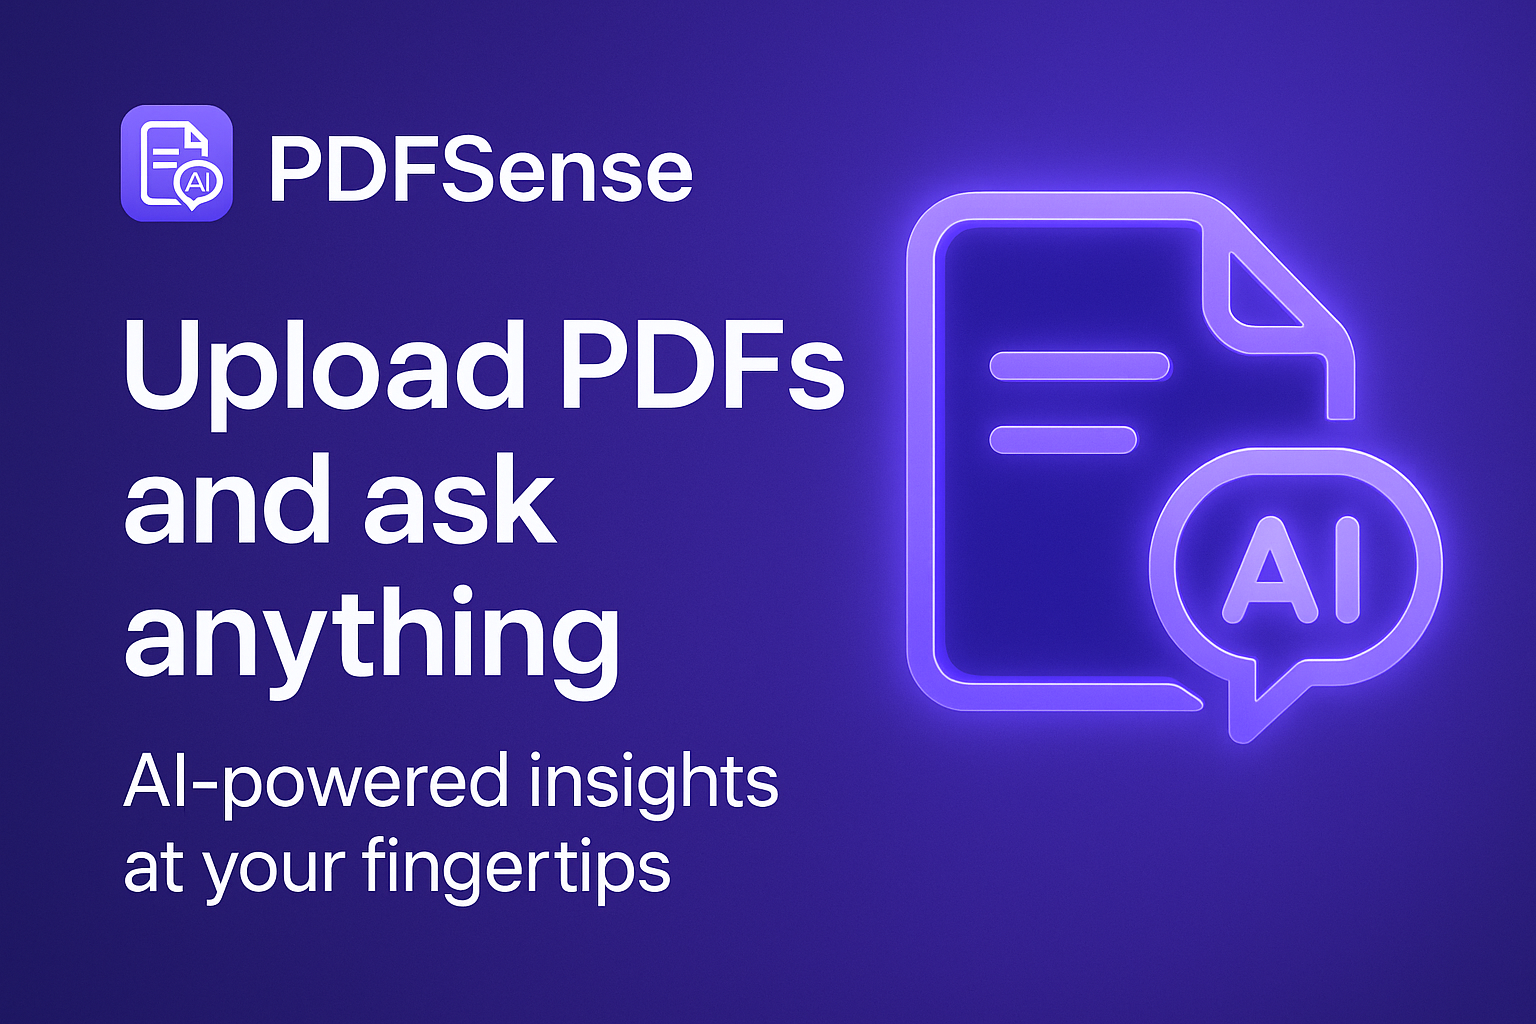 AI
PDFSense
Upload PDFs
and ask
anything
AI-powered insights
at your fingertips
AI